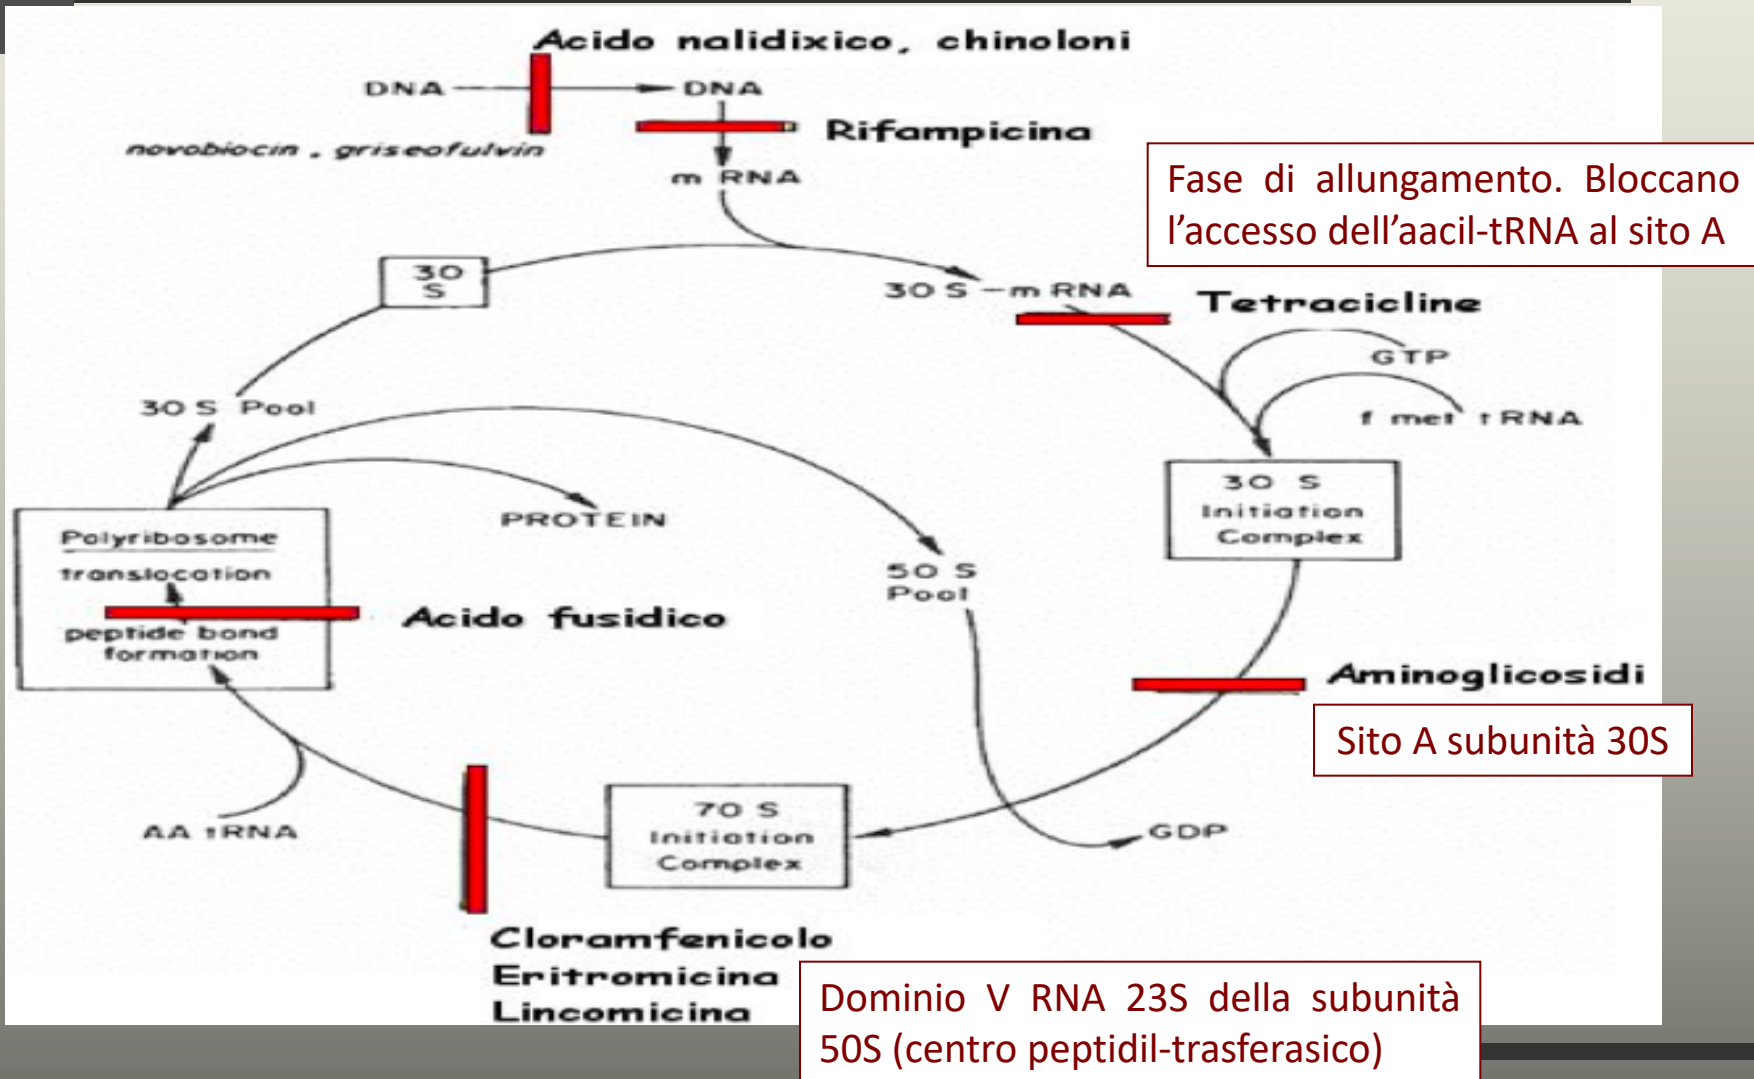 Acido nalidixico, chinoloni
DNA
DNA
novobiocin, griseofulvin
Rifampicina
m RNA
Fase di allungamento. Bloccano
l’accesso dell’aacil-tRNA al sito A
30
S
30 S - m RNA
Tetracicline
GTP
f met tRNA
30 S Pool
30 S
Initiation
Complex
PROTEIN
Polyribosome
translocation
peptide bond
formation
Acido fusidico
50 S
Pool
Aminoglicosidi
Sito A subunità 30S
AA tRNA
70 S
Initiation
Complex
GDP
Cloramfenicolo
Eritromicina
Lincomicina
Dominio V RNA 23S della subunità
50S (centro peptidil-trasferasico)